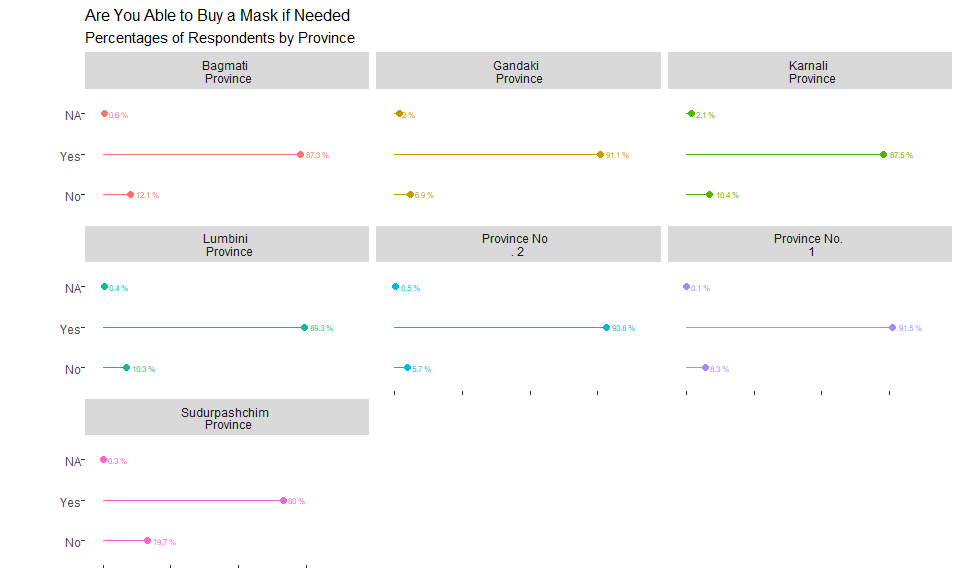 Are You Able to Buy a Mask if Needed
Percentages of Respondents by Province
Bagmati
Province
Gandaki
Province
Karnali
Province
NA
0.6 %
2 %
2.1 %
Yes
87.3 %
91.1 %
87.5 %
No
12.1 %
6.9 %
10.4 %
Lumbini
Province
Province No
. 2
Province No.
1
NA
0.4 %
0.5 %
0.1 %
Yes
89.3 %
93.8 %
91.5 %
No
10.3 %
5.7 %
8.3 %
Sudurpashchim
Province
NA
0.3 %
Yes
80 %
No
19.7 %